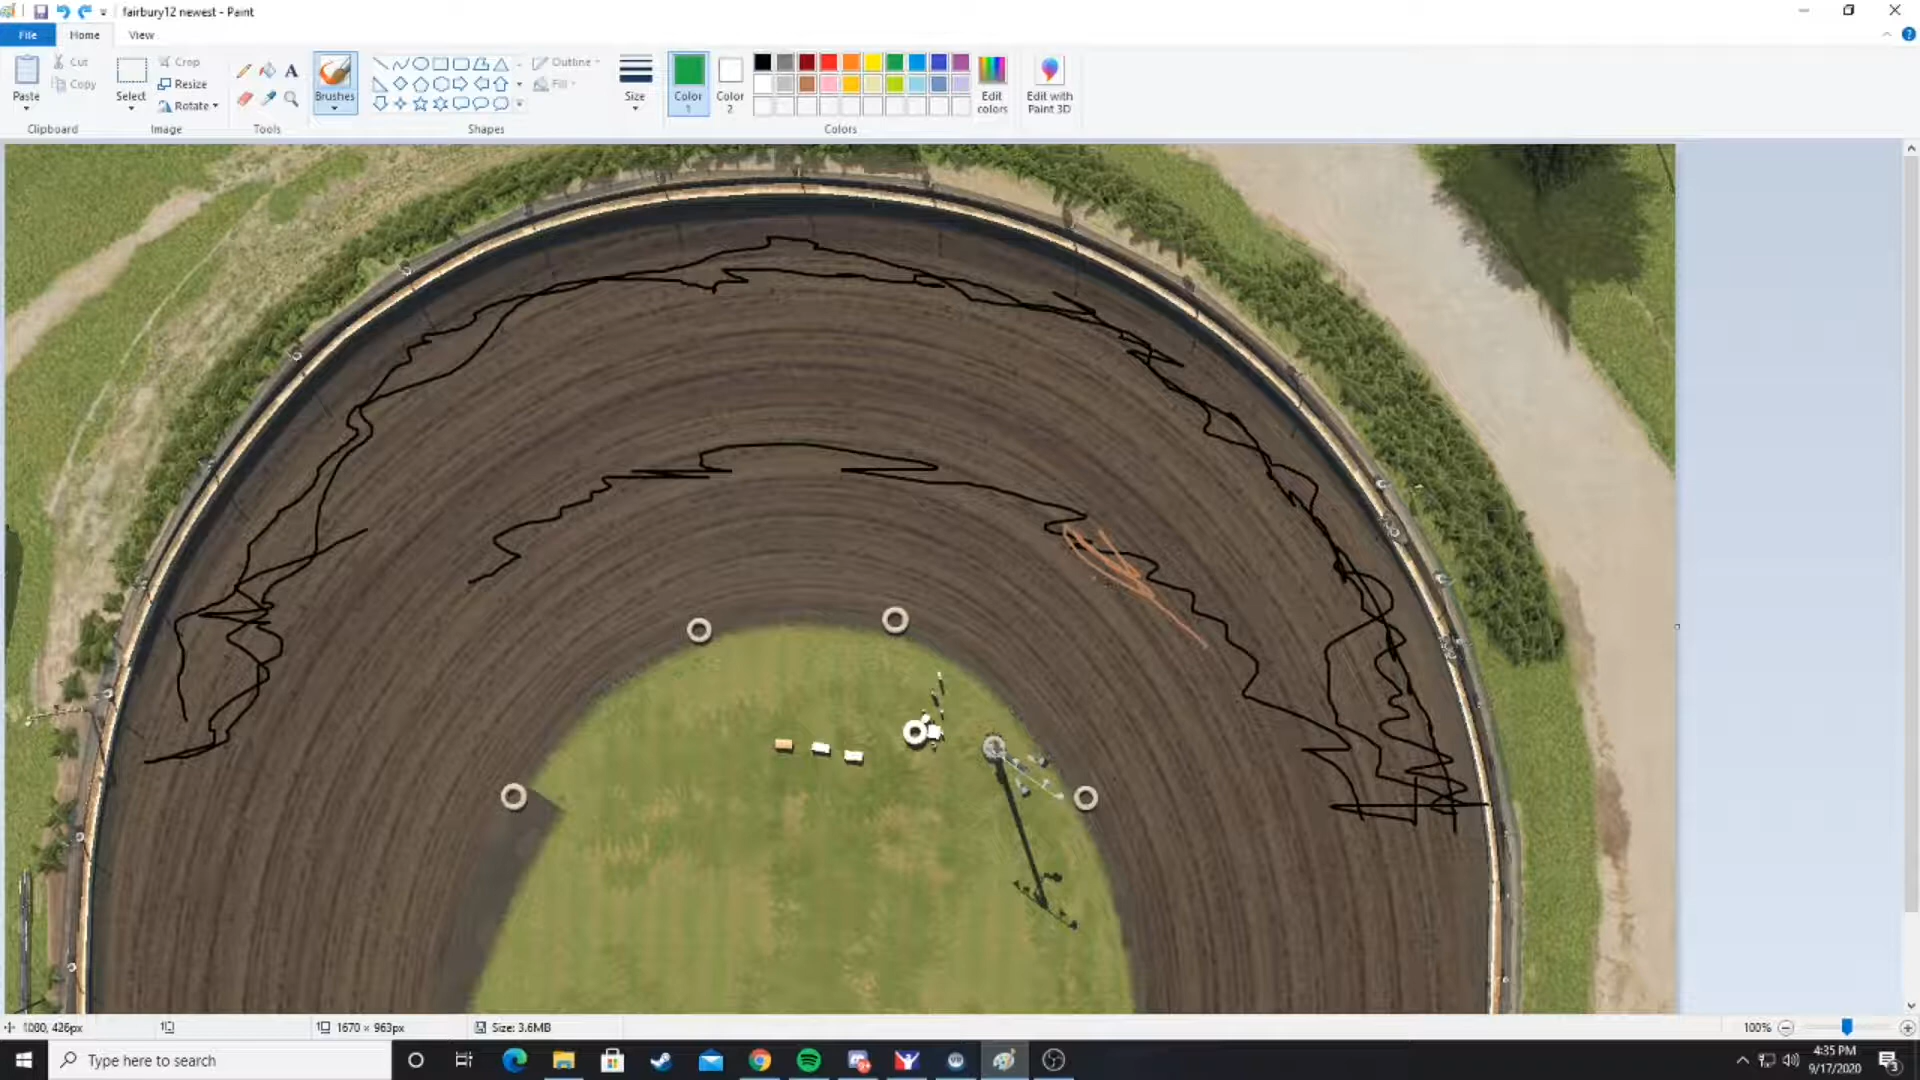 fairbury12 newest - Paint
File Home View
Paste
Cut
Copy
Clipboard
Select
Crop
Resize
Rotate
Image
A
Tools
Brushes
Shapes
Outline
Fill
Size
Color 1
Color 2
Colors
Edit colors
Edit with Paint 3D
1080, 426px
1670 × 963px
Size: 3.6MB
100%
Type here to search
4:35 PM
9/17/2020
3